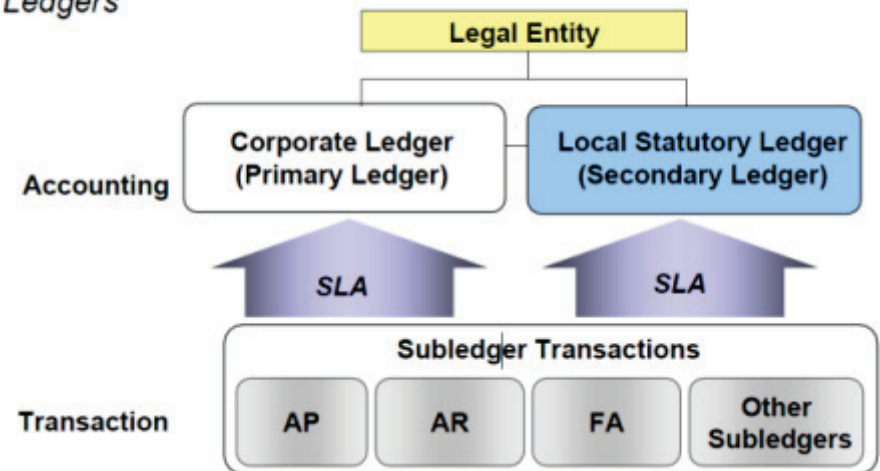 Ledgers
Legal Entity
Corporate Ledger
(Primary Ledger)
Local Statutory Ledger
(Secondary Ledger)
Accounting
SLA
SLA
Subledger Transactions
Transaction
AP
AR
FA
Other
Subledgers